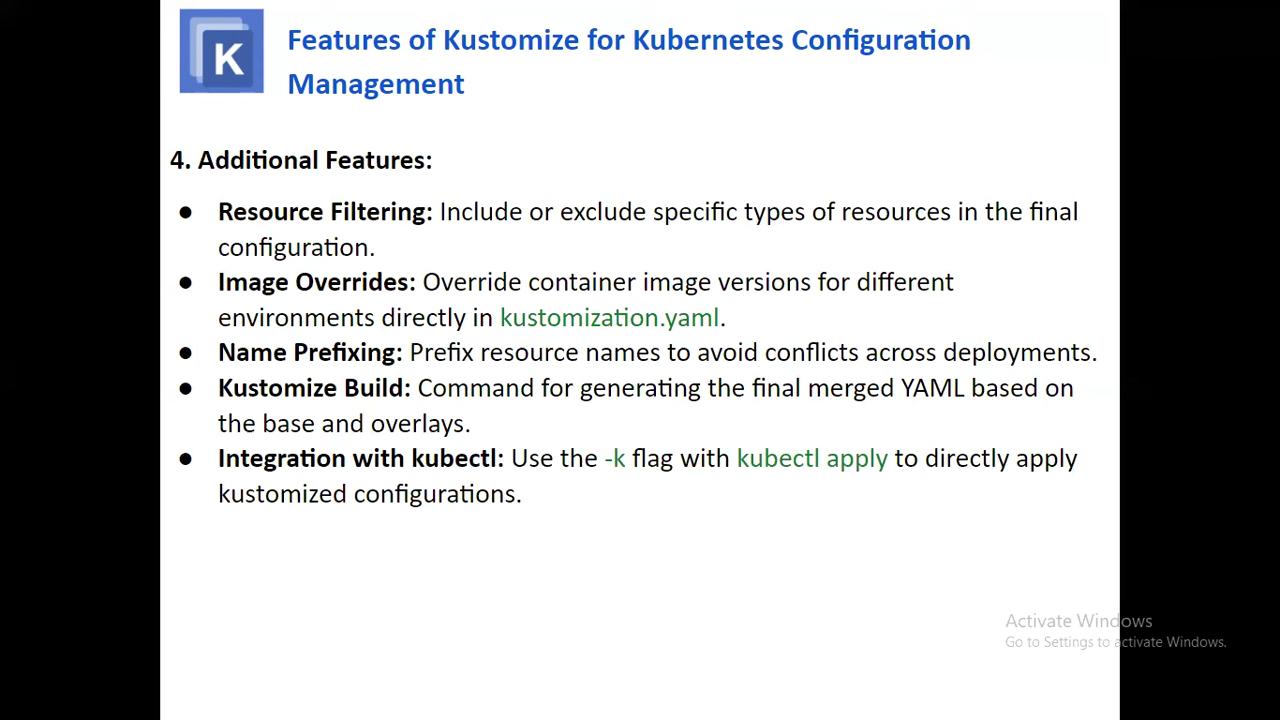 K
Features of Kustomize for Kubernetes Configuration
Management
4. Additional Features:
● Resource Filtering: Include or exclude specific types of resources in the final
configuration.
● Image Overrides: Override container image versions for different
environments directly in kustomization.yaml.
● Name Prefixing: Prefix resource names to avoid conflicts across deployments.
● Kustomize Build: Command for generating the final merged YAML based on
the base and overlays.
● Integration with kubectl: Use the -k flag with kubectl apply to directly apply
kustomized configurations.
Activate Windows
Go to Settings to activate Windows.